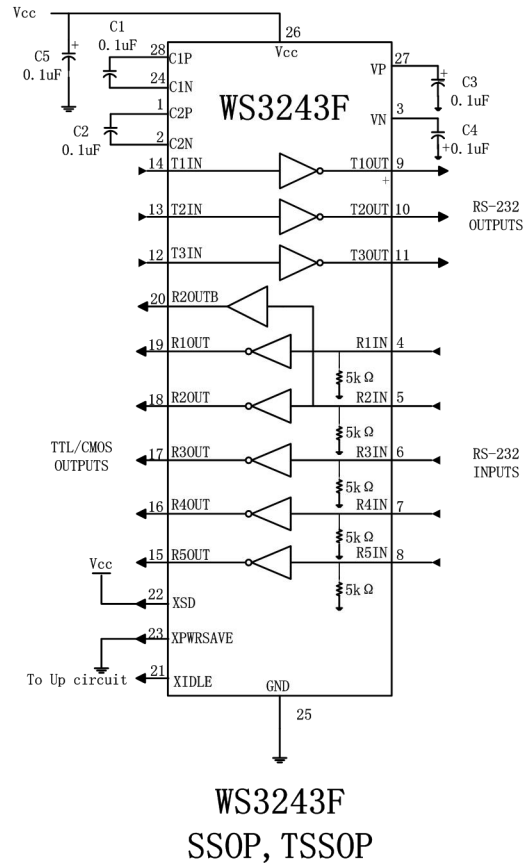 Vcc
26
Vcc
C1
0.1uF
C5
0.1uF
+
28
C1P
24
C1N
1
C2P
C2
0.1uF
2
C2N
WS3243F
VP
27
+
C3
0.1uF
VN
3
C4
+0.1uF
14
T1IN
T1OUT
9
+
13
T2IN
T2OUT
10
12
T3IN
T3OUT
11
RS-232
OUTPUTS
20
R2OUTB
19
R1OUT
R1IN
4
5kΩ
18
R2OUT
R2IN
5
5kΩ
TTL/CMOS
OUTPUTS
17
R3OUT
R3IN
6
5kΩ
RS-232
INPUTS
16
R4OUT
R4IN
7
5kΩ
15
R5OUT
R5IN
8
5kΩ
Vcc
22
XSD
23
XPWRSAVE
To Up circuit
21
XIDLE
GND
25
WS3243F
SSOP, TSSOP